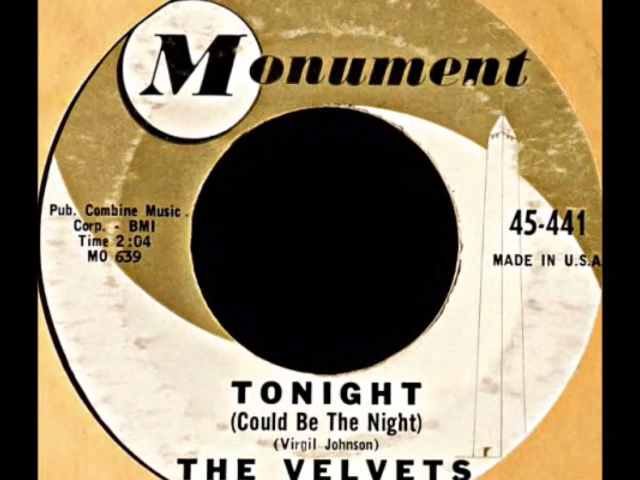 Monument
Pub. Combine Music
Corp. - BMI
Time 2:04
MO 639
45-441
MADE IN U.S.A
TONIGHT
(Could Be The Night)
(Virgil Johnson)
THE VELVETS